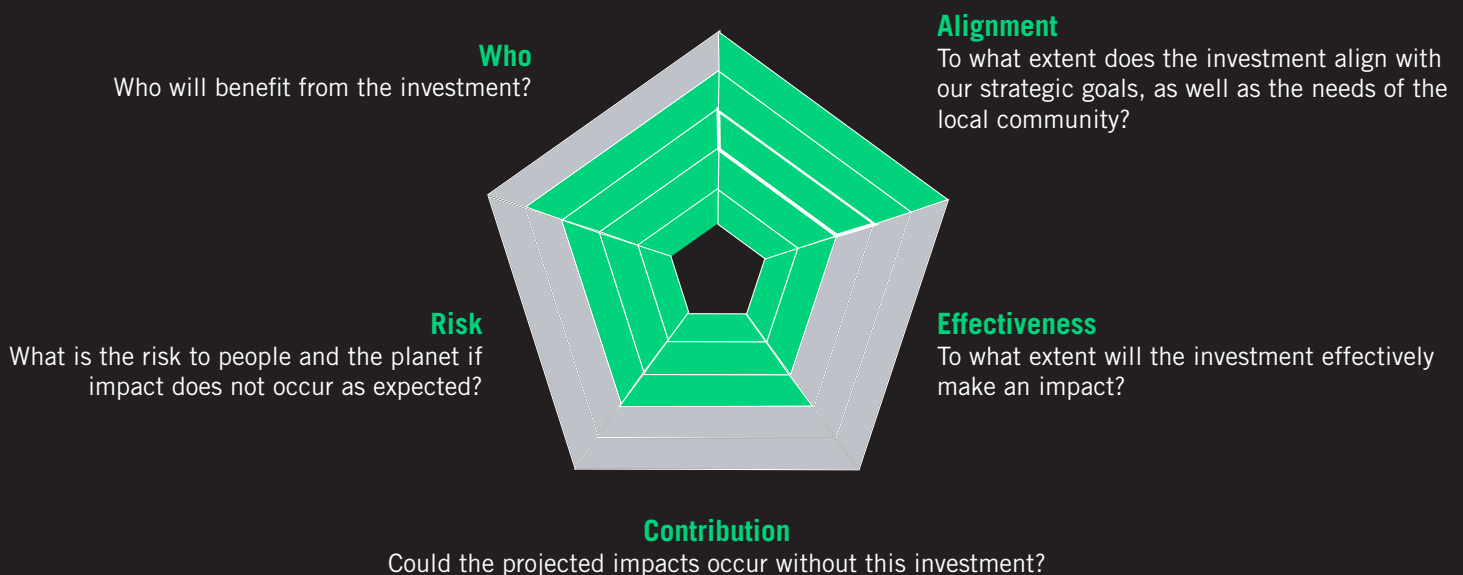 Who
Who will benefit from the investment?
Alignment
To what extent does the investment align with
our strategic goals, as well as the needs of the
local community?
Risk
What is the risk to people and the planet if
impact does not occur as expected?
Effectiveness
To what extent will the investment effectively
make an impact?
Contribution
Could the projected impacts occur without this investment?